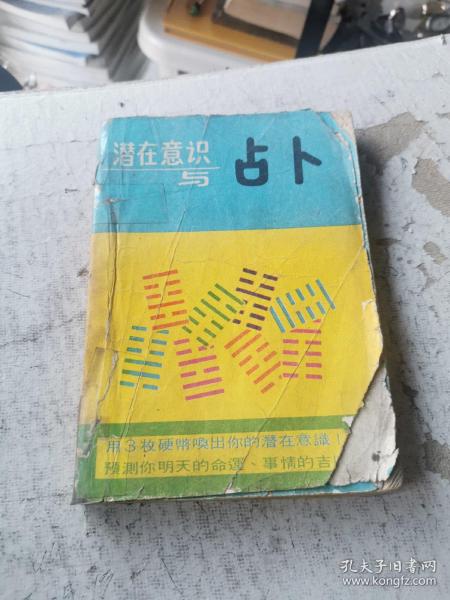 潜在意识
与 占卜
用3枚硬幣喚出你的潛在意識！
預測你明天的命運、事情的吉
孔夫子旧书网
www.kongfz.com